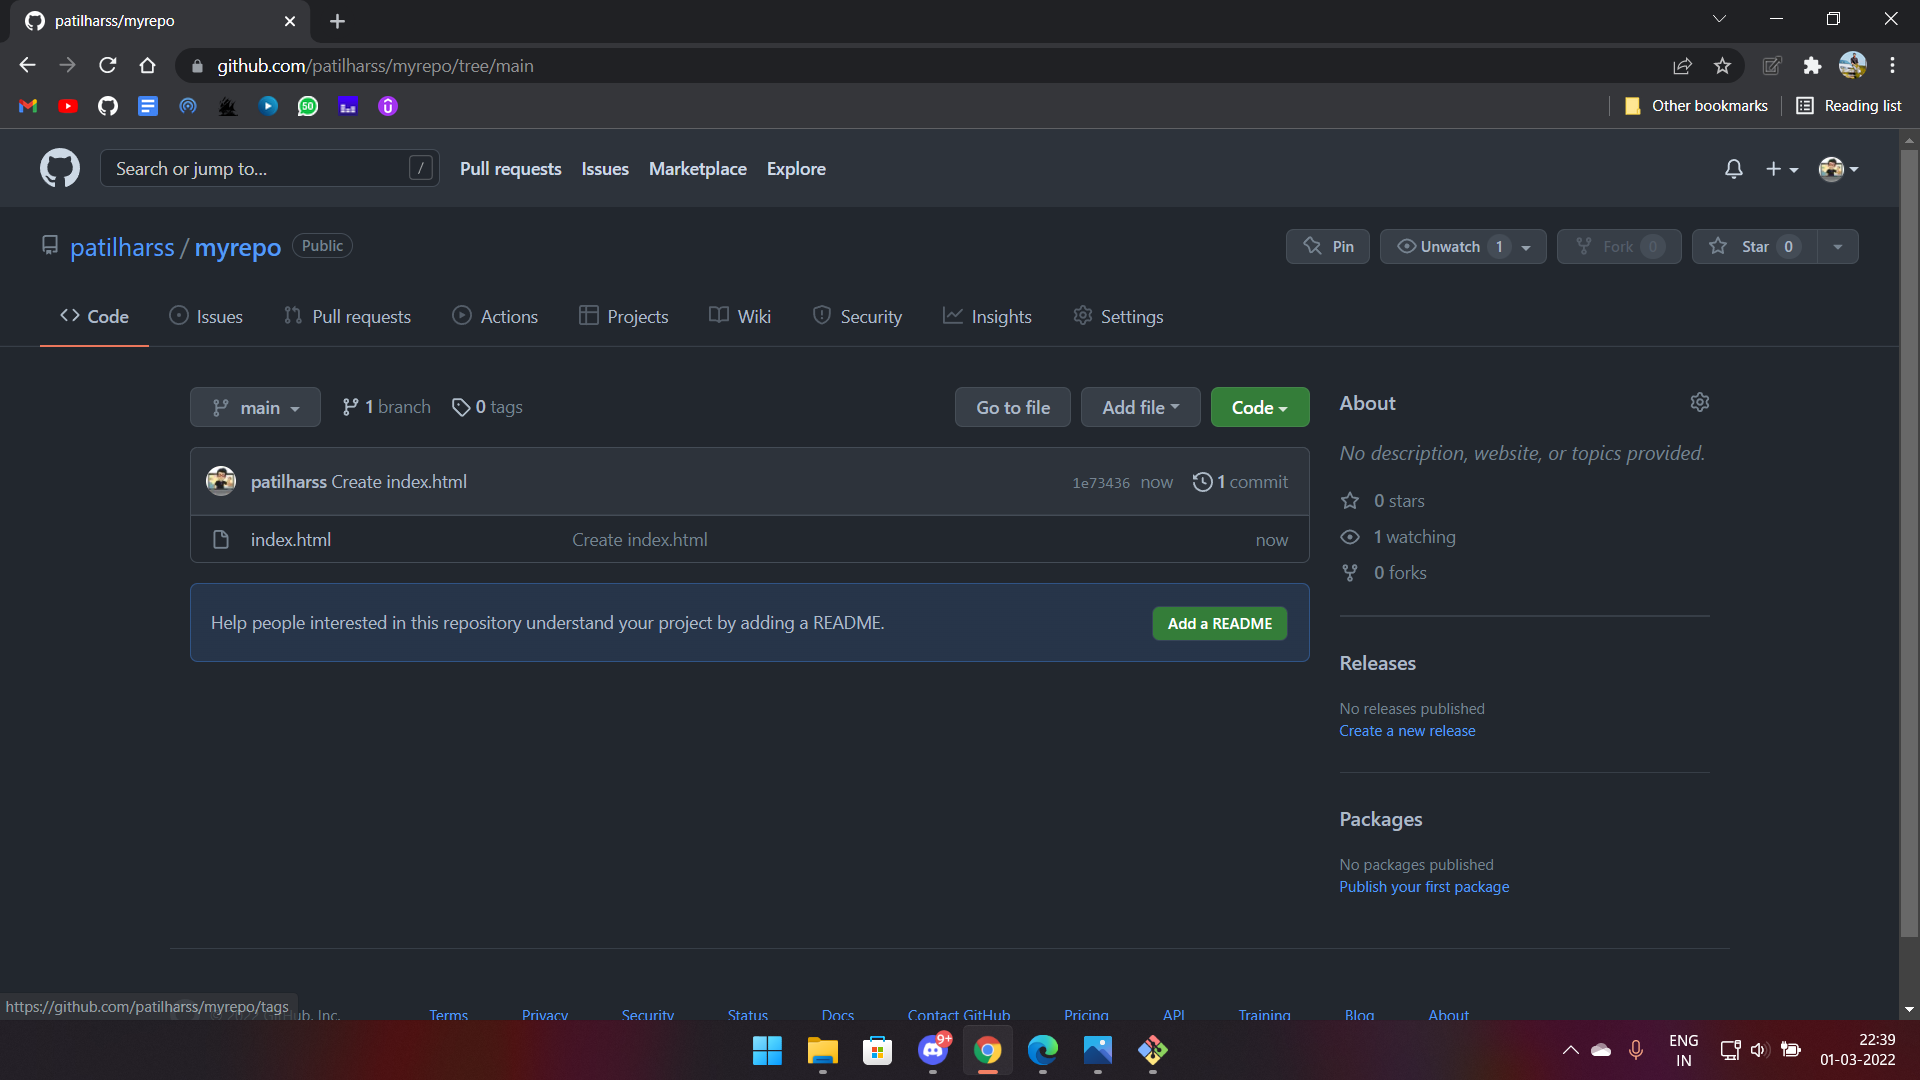 patilharss/myrepo
github.com/patilharss/myrepo/tree/main
50
Other bookmarks
Reading list
Search or jump to... /
Pull requests Issues Marketplace Explore
patilharss / myrepo Public
Pin
Unwatch 1
Fork 0
Star 0
Code Issues Pull requests Actions Projects Wiki Security Insights Settings
main 1 branch 0 tags
Go to file Add file Code
patilharss Create index.html 1e73436 now 1 commit
index.html Create index.html now
Help people interested in this repository understand your project by adding a README. Add a README
About
No description, website, or topics provided.
0 stars
1 watching
0 forks
Releases
No releases published
Create a new release
Packages
No packages published
Publish your first package
https://github.com/patilharss/myrepo/tags
© 2022 GitHub, Inc. Terms Privacy Security Status Docs Contact GitHub Pricing API Training Blog About
9+
ENG
IN
22:39
01-03-2022